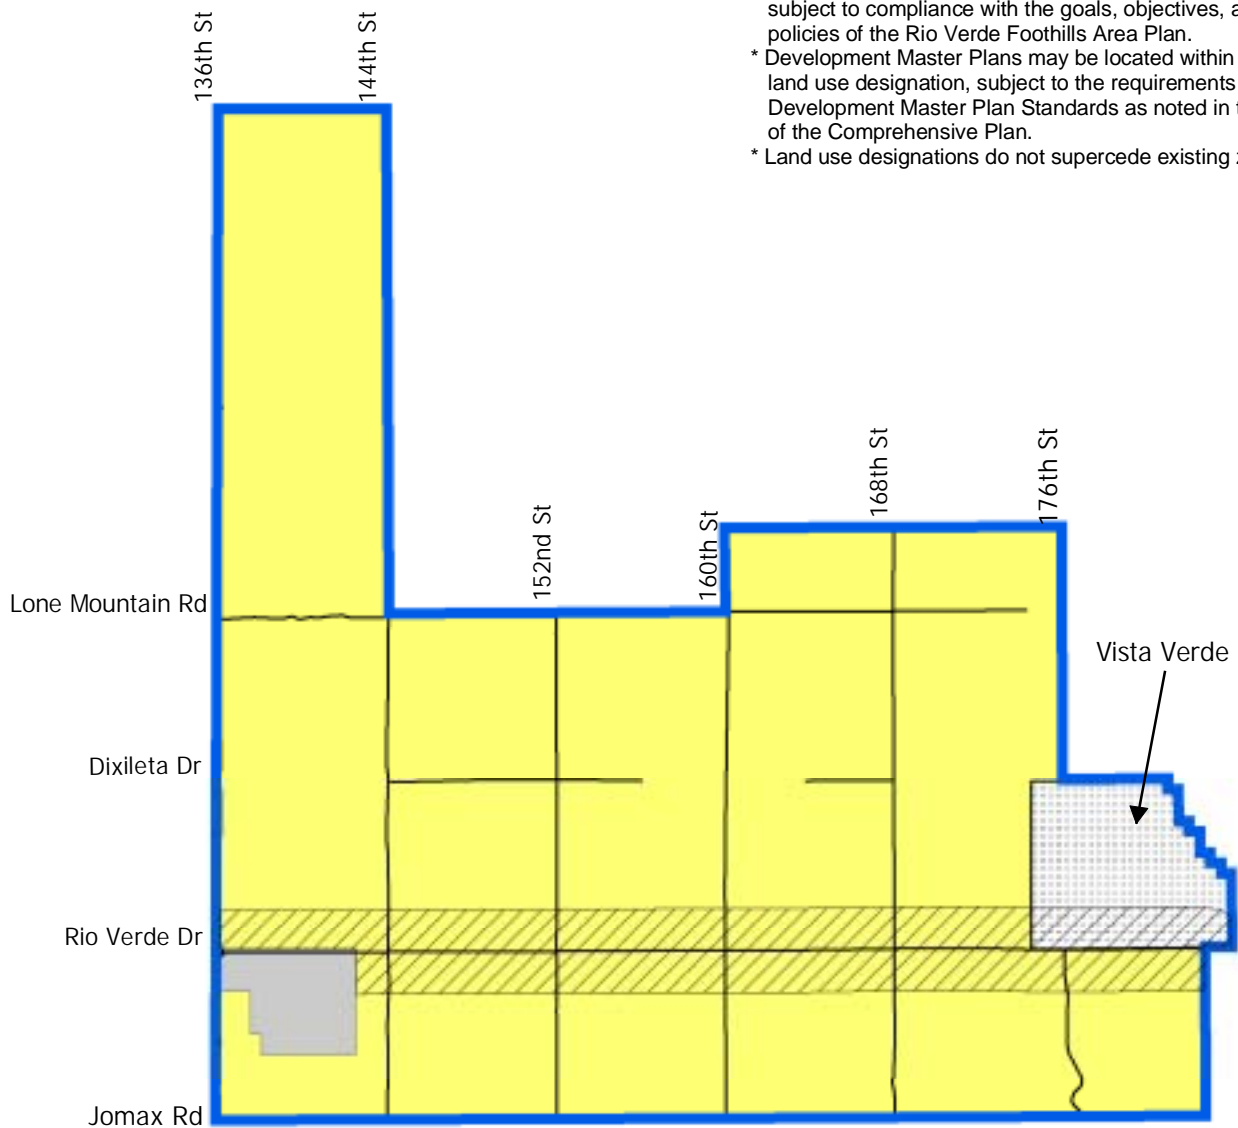 subject to compliance with the goals, objectives, a
policies of the Rio Verde Foothills Area Plan.
* Development Master Plans may be located within
land use designation, subject to the requirements
Development Master Plan Standards as noted in t
of the Comprehensive Plan.
* Land use designations do not supercede existing
136th St
144th St
152nd St
160th St
168th St
176th St
Lone Mountain Rd
Vista Verde
Dixileta Dr
Rio Verde Dr
Jomax Rd